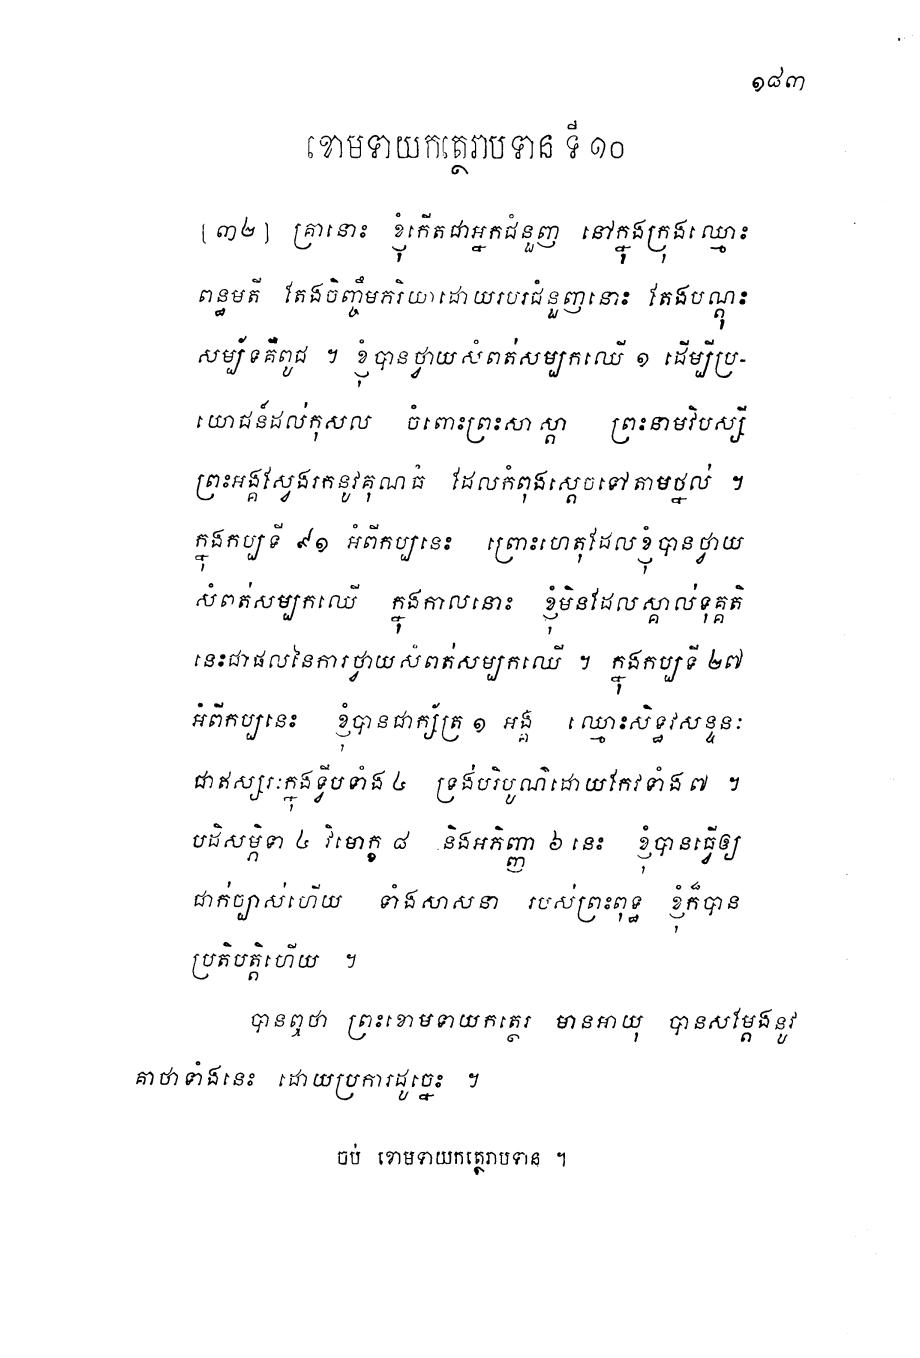 ១៨៣
ខោមទាយកត្ថេរាបទាន ទី ១០
[៣២] គ្រានោះ ខ្ញុំកើតជាអ្នកជំនួញ នៅក្នុងក្រុងឈ្មោះ
ពន្ធុមតី តែងចិញ្ចឹមភរិយាដោយរបរជំនួញនោះ តែងបណ្តុះ
សម្ប័ទគឺពូជ ។ ខ្ញុំបានថ្វាយសំពត់សម្បកឈើ ១ ដើម្បីប្រ-
យោជន៍ដល់កុសល ចំពោះព្រះសាស្តា ព្រះនាមវិបស្សី
ព្រះអង្គស្វែងរកនូវគុណធំ ដែលកំពុងស្តេចទៅតាមថ្នល់ ។
ក្នុងកប្បទី ៩១ អំពីកប្បនេះ ព្រោះហេតុដែលខ្ញុំបានថ្វាយ
សំពត់សម្បកឈើ ក្នុងកាលនោះ ខ្ញុំមិនដែលស្គាល់ទុគ្គតិ
នេះជាផលនៃការថ្វាយសំពត់សម្បកឈើ ។ ក្នុងកប្បទី ២៧
អំពីកប្បនេះ ខ្ញុំបានជាក្ស័ត្រ ១ អង្គ ឈ្មោះសិទ្ធវសន្ទនៈ
ជាឥស្សរៈក្នុងទ្វីបទាំង ៤ ទ្រង់បរិបូណ៌ដោយកែវទាំង ៧ ។
បដិសម្ភិទា ៤ វិមោក្ខ ៨ និងអភិញ្ញា ៦ នេះ ខ្ញុំបានធ្វើឲ្យ
ជាក់ច្បាស់ហើយ ទាំងសាសនា របស់ព្រះពុទ្ធ ខ្ញុំក៏បាន
ប្រតិបត្តិហើយ ។
បានឮថា ព្រះខោមទាយកត្ថេរ មានអាយុ បានសម្តែងនូវ
គាថាទាំងនេះ ដោយប្រការដូច្នេះ ។
ចប់ ខោមទាយកត្ថេរាបទាន ។